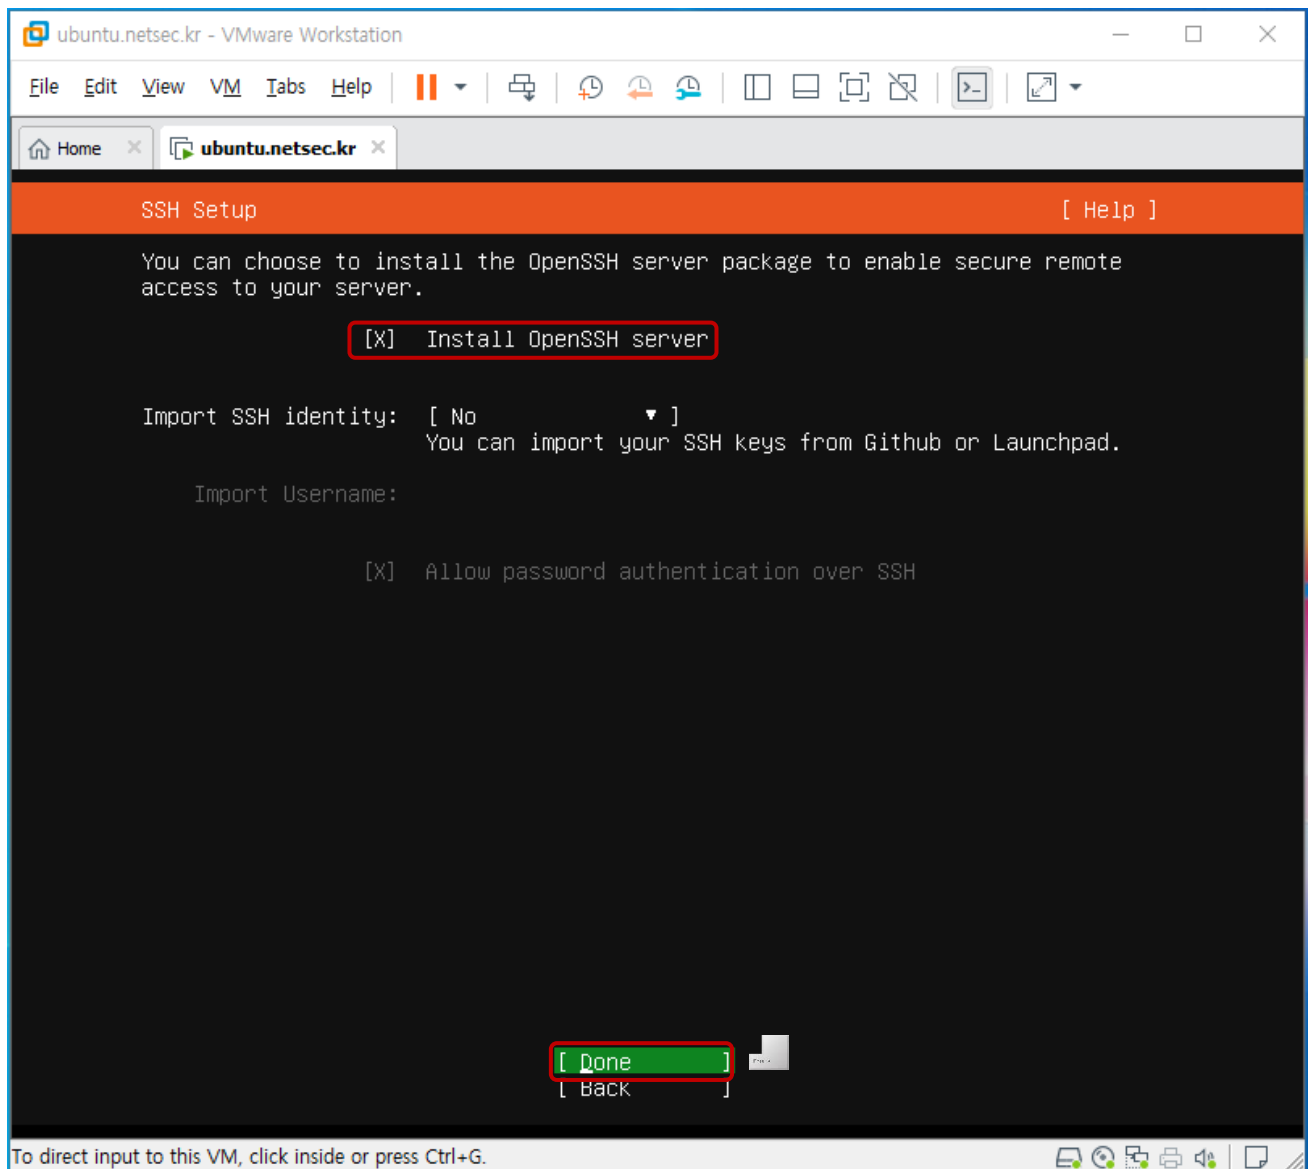 ubuntu.netsec.kr - VMware Workstation
File Edit View VM Tabs Help
Home ubuntu.netsec.kr
SSH Setup [ Help ]
You can choose to install the OpenSSH server package to enable secure remote
access to your server.
[X] Install OpenSSH server
Import SSH identity: [ No ▾ ]
You can import your SSH keys from Github or Launchpad.
Import Username:
[X] Allow password authentication over SSH
[ Done ]
[ Back ]
To direct input to this VM, click inside or press Ctrl+G.